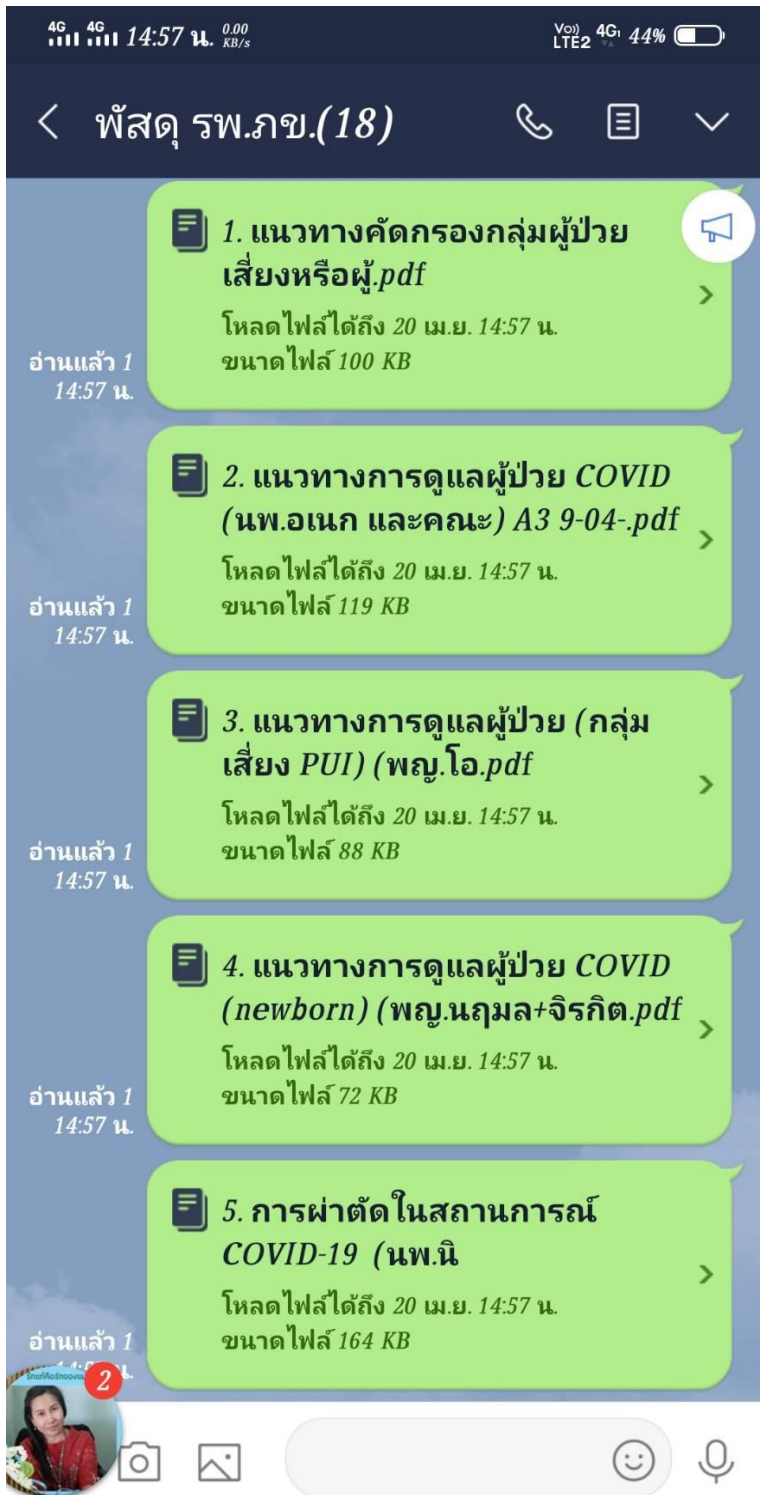 4G 4G 14:57 น. 0.00 KB/s Vo)) LTE2 4G 44%
พัสดุ รพ.ภข.(18)
1. แนวทางคัดกรองกลุ่มผู้ป่วย
เสี่ยงหรือผู้.pdf
โหลดไฟล์ได้ถึง 20 เม.ย. 14:57 น.
ขนาดไฟล์ 100 KB
อ่านแล้ว 1
14:57 น.
2. แนวทางการดูแลผู้ป่วย COVID
(นพ.อเนก และคณะ) A3 9-04-.pdf
โหลดไฟล์ได้ถึง 20 เม.ย. 14:57 น.
ขนาดไฟล์ 119 KB
อ่านแล้ว 1
14:57 น.
3. แนวทางการดูแลผู้ป่วย (กลุ่ม
เสี่ยง PUI) (พญ.โอ.pdf
โหลดไฟล์ได้ถึง 20 เม.ย. 14:57 น.
ขนาดไฟล์ 88 KB
อ่านแล้ว 1
14:57 น.
4. แนวทางการดูแลผู้ป่วย COVID
(newborn) (พญ.นฤมล+จิรกิต.pdf
โหลดไฟล์ได้ถึง 20 เม.ย. 14:57 น.
ขนาดไฟล์ 72 KB
อ่านแล้ว 1
14:57 น.
5. การผ่าตัดในสถานการณ์
COVID-19 (นพ.นิ
โหลดไฟล์ได้ถึง 20 เม.ย. 14:57 น.
ขนาดไฟล์ 164 KB
อ่านแล้ว 1
2